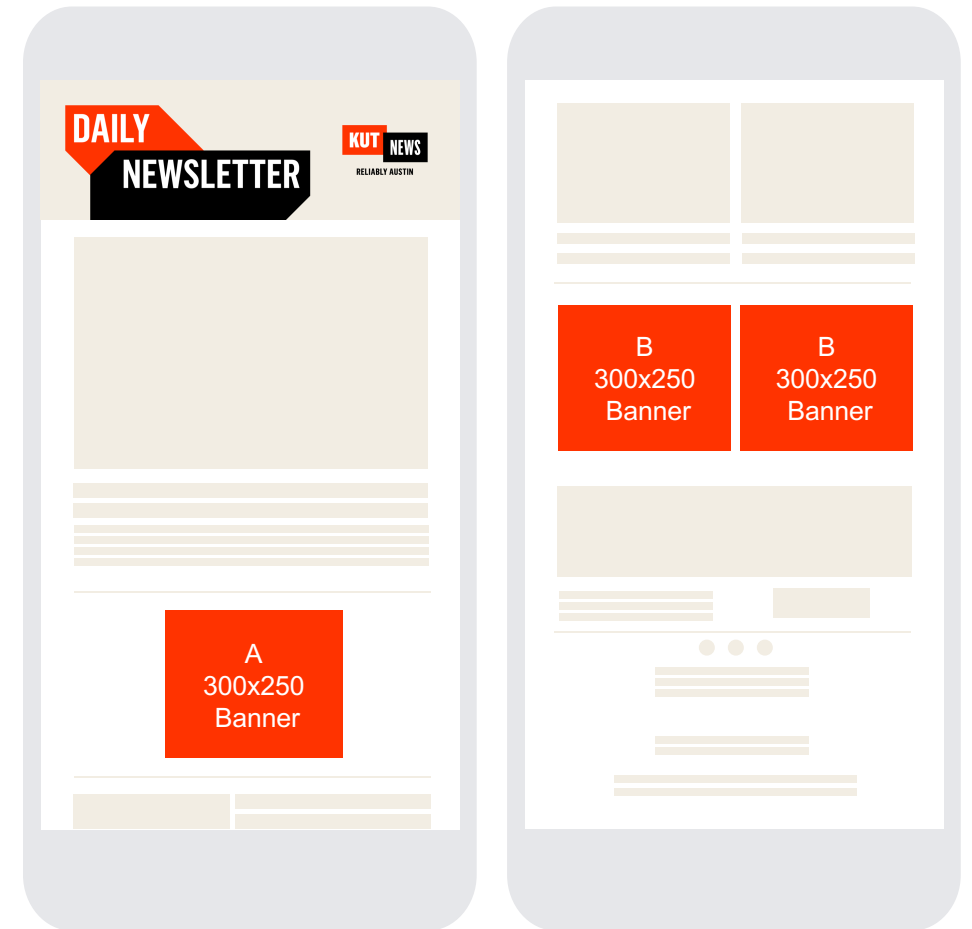 DAILY
NEWSLETTER
KUT NEWS
RELIABLY AUSTIN
A
300x250
Banner
B
300x250
Banner
B
300x250
Banner